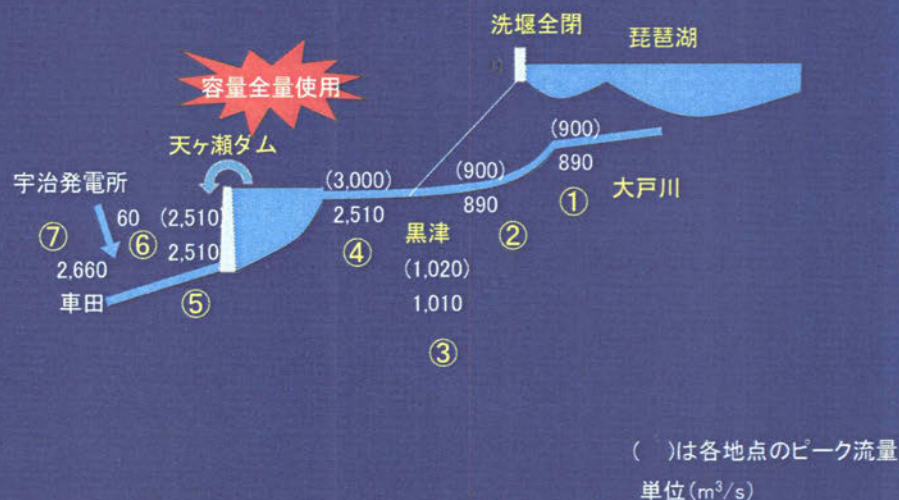 洗堰全閉
琵琶湖
容量全量使用
天ヶ瀬ダム
(900)
890
①
大戸川
(900)
890
②
(3,000)
2,510
④
黒津
(1,020)
1,010
③
宇治発電所
60
(2,510)
2,510
⑥
⑦
2,660
車田
⑤
( )は各地点のピーク流量
単位(m³/s)